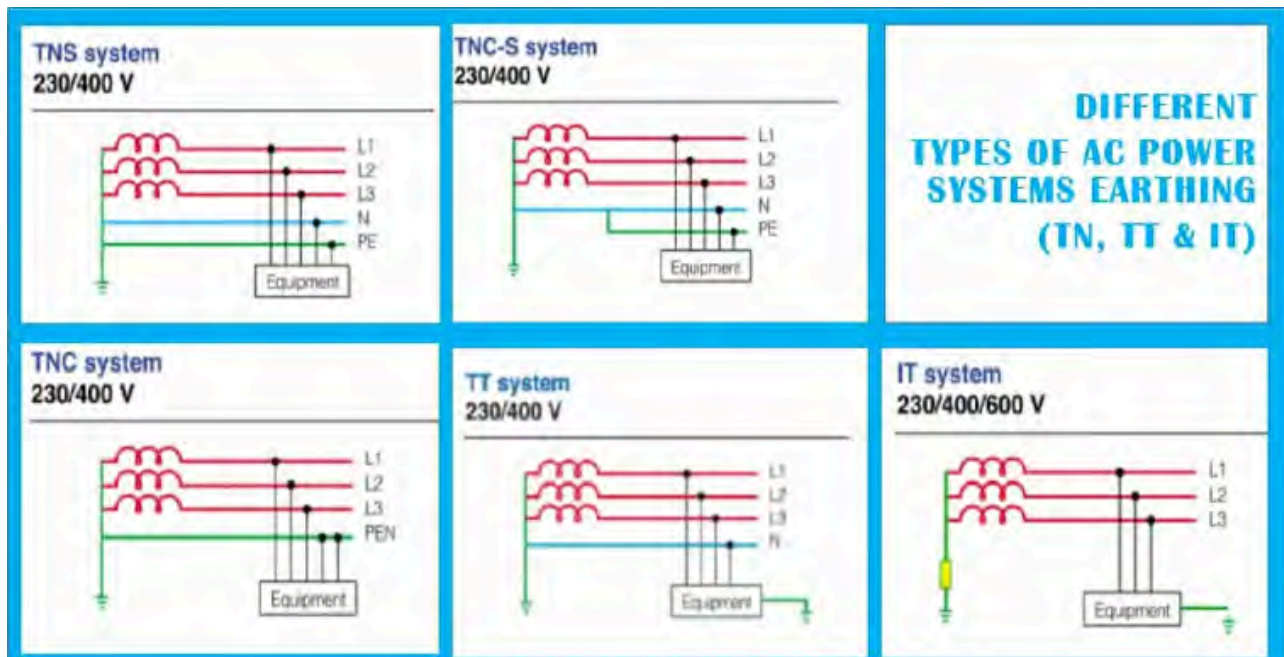 TNS system
230/400 V
L1
L2
L3
N
PE
Equipment
TNC-S system
230/400 V
L1
L2
L3
N
PE
Equipment
DIFFERENT
TYPES OF AC POWER
SYSTEMS EARTHING
(TN, TT & IT)
TNC system
230/400 V
L1
L2
L3
PEN
Equipment
TT system
230/400 V
L1
L2
L3
N
Equipment
IT system
230/400/600 V
L1
L2
L3
Equipment